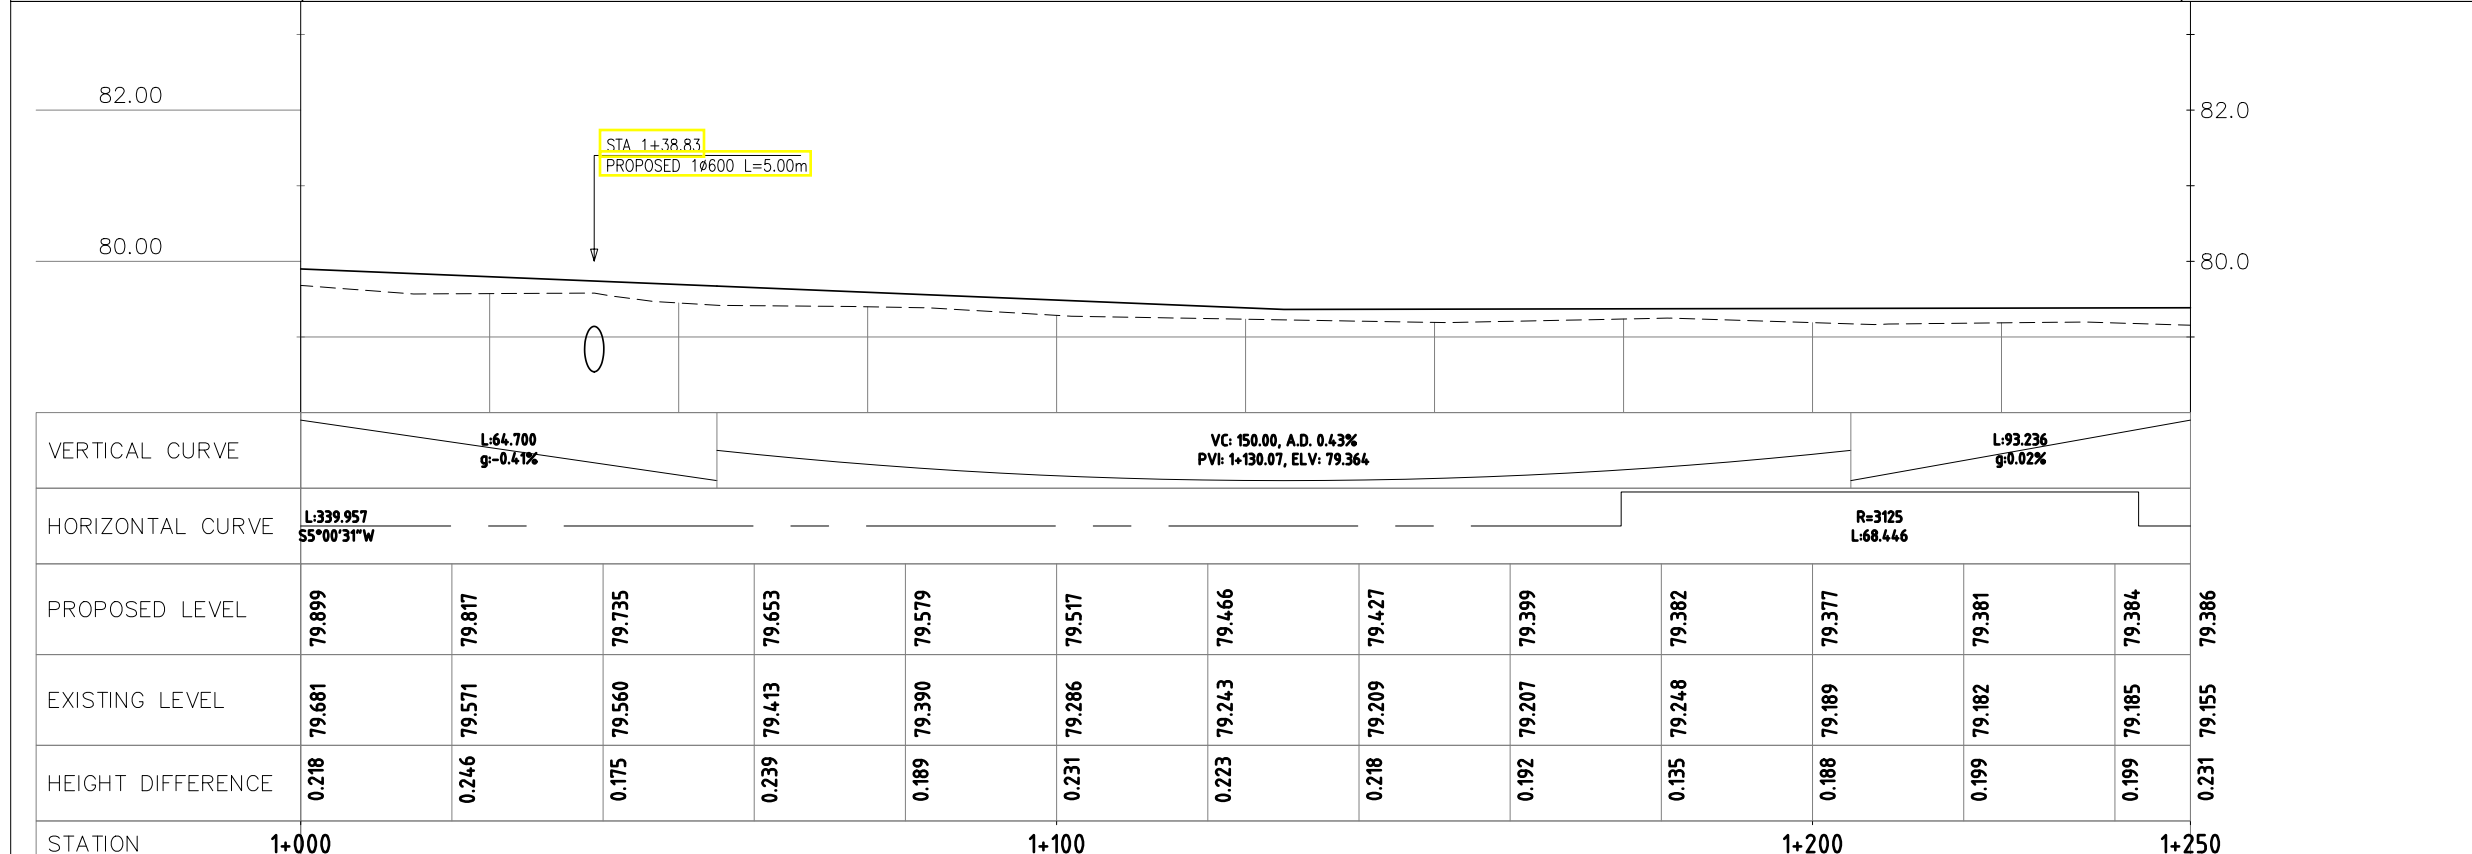 82.00
82.0
STA 1+38.83
PROPOSED 1ø600 L=5.00m
80.00
80.0
VERTICAL CURVE
L:64.700
g:-0.41%
VC: 150.00, A.D. 0.43%
PVI: 1+130.07, ELV: 79.364
L:93.236
g:0.02%
HORIZONTAL CURVE
L:339.957
S5°00'31"W
R=3125
L:68.446
PROPOSED LEVEL 79.899 79.817 79.735 79.653 79.579 79.517 79.466 79.427 79.399 79.382 79.377 79.381 79.384 79.386
EXISTING LEVEL 79.681 79.571 79.560 79.413 79.390 79.286 79.243 79.209 79.207 79.248 79.189 79.182 79.185 79.155
HEIGHT DIFFERENCE 0.218 0.246 0.175 0.239 0.189 0.231 0.223 0.218 0.192 0.135 0.188 0.199 0.199 0.231
STATION 1+000 1+100 1+200 1+250